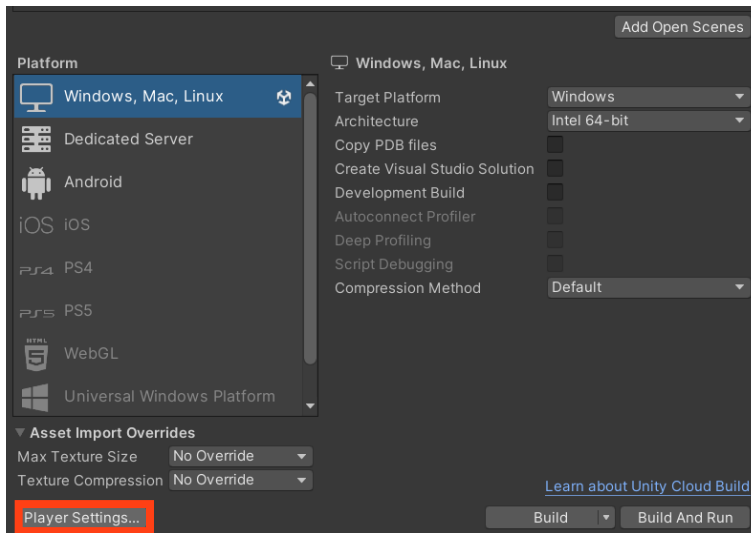 Add Open Scenes
Platform
Windows, Mac, Linux
Dedicated Server
Android
iOS iOS
PS4 PS4
PS5 PS5
HTML 5 WebGL
Universal Windows Platform
Windows, Mac, Linux
Target Platform Windows
Architecture Intel 64-bit
Copy PDB files
Create Visual Studio Solution
Development Build
Autoconnect Profiler
Deep Profiling
Script Debugging
Compression Method Default
Asset Import Overrides
Max Texture Size No Override
Texture Compression No Override
Learn about Unity Cloud Build
Player Settings...
Build
Build And Run